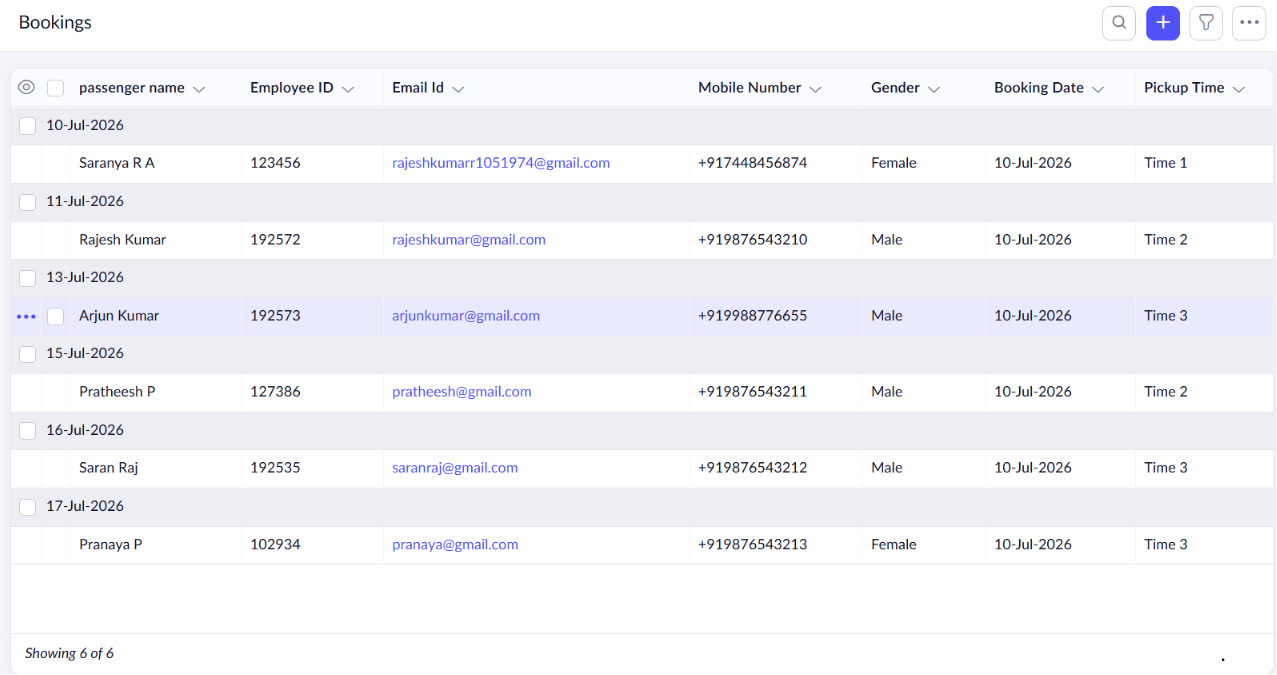 Bookings
passenger name Employee ID Email Id Mobile Number Gender Booking Date Pickup Time
10-Jul-2026
Saranya R A 123456 rajeshkumarr1051974@gmail.com +917448456874 Female 10-Jul-2026 Time 1
11-Jul-2026
Rajesh Kumar 192572 rajeshkumar@gmail.com +919876543210 Male 10-Jul-2026 Time 2
13-Jul-2026
Arjun Kumar 192573 arjunkumar@gmail.com +919988776655 Male 10-Jul-2026 Time 3
15-Jul-2026
Pratheesh P 127386 pratheesh@gmail.com +919876543211 Male 10-Jul-2026 Time 2
16-Jul-2026
Saran Raj 192535 saranraj@gmail.com +919876543212 Male 10-Jul-2026 Time 3
17-Jul-2026
Pranaya P 102934 pranaya@gmail.com +919876543213 Female 10-Jul-2026 Time 3
Showing 6 of 6 .